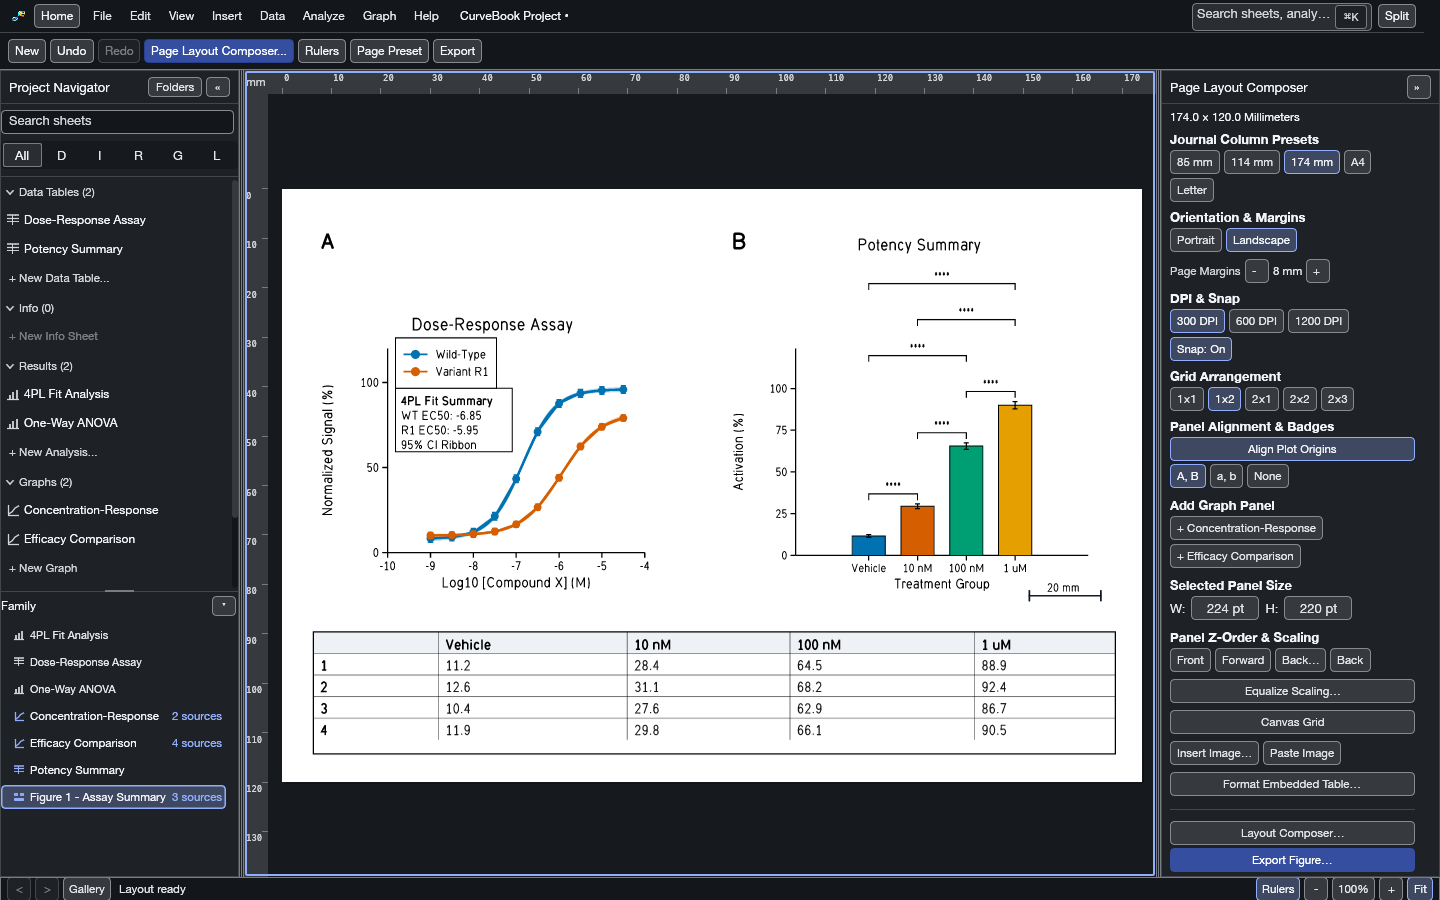 Home File Edit View Insert Data Analyze Graph Help CurveBook Project •
Search sheets, analy... ⌘K Split
New Undo Redo Page Layout Composer... Rulers Page Preset Export
Project Navigator Folders «
Search sheets
All D I R G L
Data Tables (2)
Dose-Response Assay
Potency Summary
+ New Data Table...
Info (0)
+ New Info Sheet
Results (2)
4PL Fit Analysis
One-Way ANOVA
+ New Analysis...
Graphs (2)
Concentration-Response
Efficacy Comparison
+ New Graph
Family
4PL Fit Analysis
Dose-Response Assay
One-Way ANOVA
Concentration-Response 2 sources
Efficacy Comparison 4 sources
Potency Summary
Figure 1 - Assay Summary 3 sources
mm 0 10 20 30 40 50 60 70 80 90 100 110 120 130 140 150 160 170
0
10
20
30
40
50
60
70
80
90
100
110
120
130
A
Dose-Response Assay
Wild-Type
Variant R1
4PL Fit Summary
WT EC50: -6.85
R1 EC50: -5.95
95% CI Ribbon
Normalized Signal (%)
100
50
0
-10 -9 -8 -7 -6 -5 -4
Log10 [Compound X] (M)
B
Potency Summary
****
****
****
****
****
****
Activation (%)
100
75
50
25
0
Vehicle 10 nM 100 nM 1 uM
Treatment Group
20 mm
Vehicle 10 nM 100 nM 1 uM
1 11.2 28.4 64.5 88.9
2 12.6 31.1 68.2 92.4
3 10.4 27.6 62.9 86.7
4 11.9 29.8 66.1 90.5
Page Layout Composer »
174.0 x 120.0 Millimeters
Journal Column Presets
85 mm 114 mm 174 mm A4
Letter
Orientation & Margins
Portrait Landscape
Page Margins - 8 mm +
DPI & Snap
300 DPI 600 DPI 1200 DPI
Snap: On
Grid Arrangement
1x1 1x2 2x1 2x2 2x3
Panel Alignment & Badges
Align Plot Origins
A, B a, b None
Add Graph Panel
+ Concentration-Response
+ Efficacy Comparison
Selected Panel Size
W: 224 pt H: 220 pt
Panel Z-Order & Scaling
Front Forward Back... Back
Equalize Scaling...
Canvas Grid
Insert Image... Paste Image
Format Embedded Table...
Layout Composer...
Export Figure...
< > Gallery Layout ready
Rulers - 100% + Fit